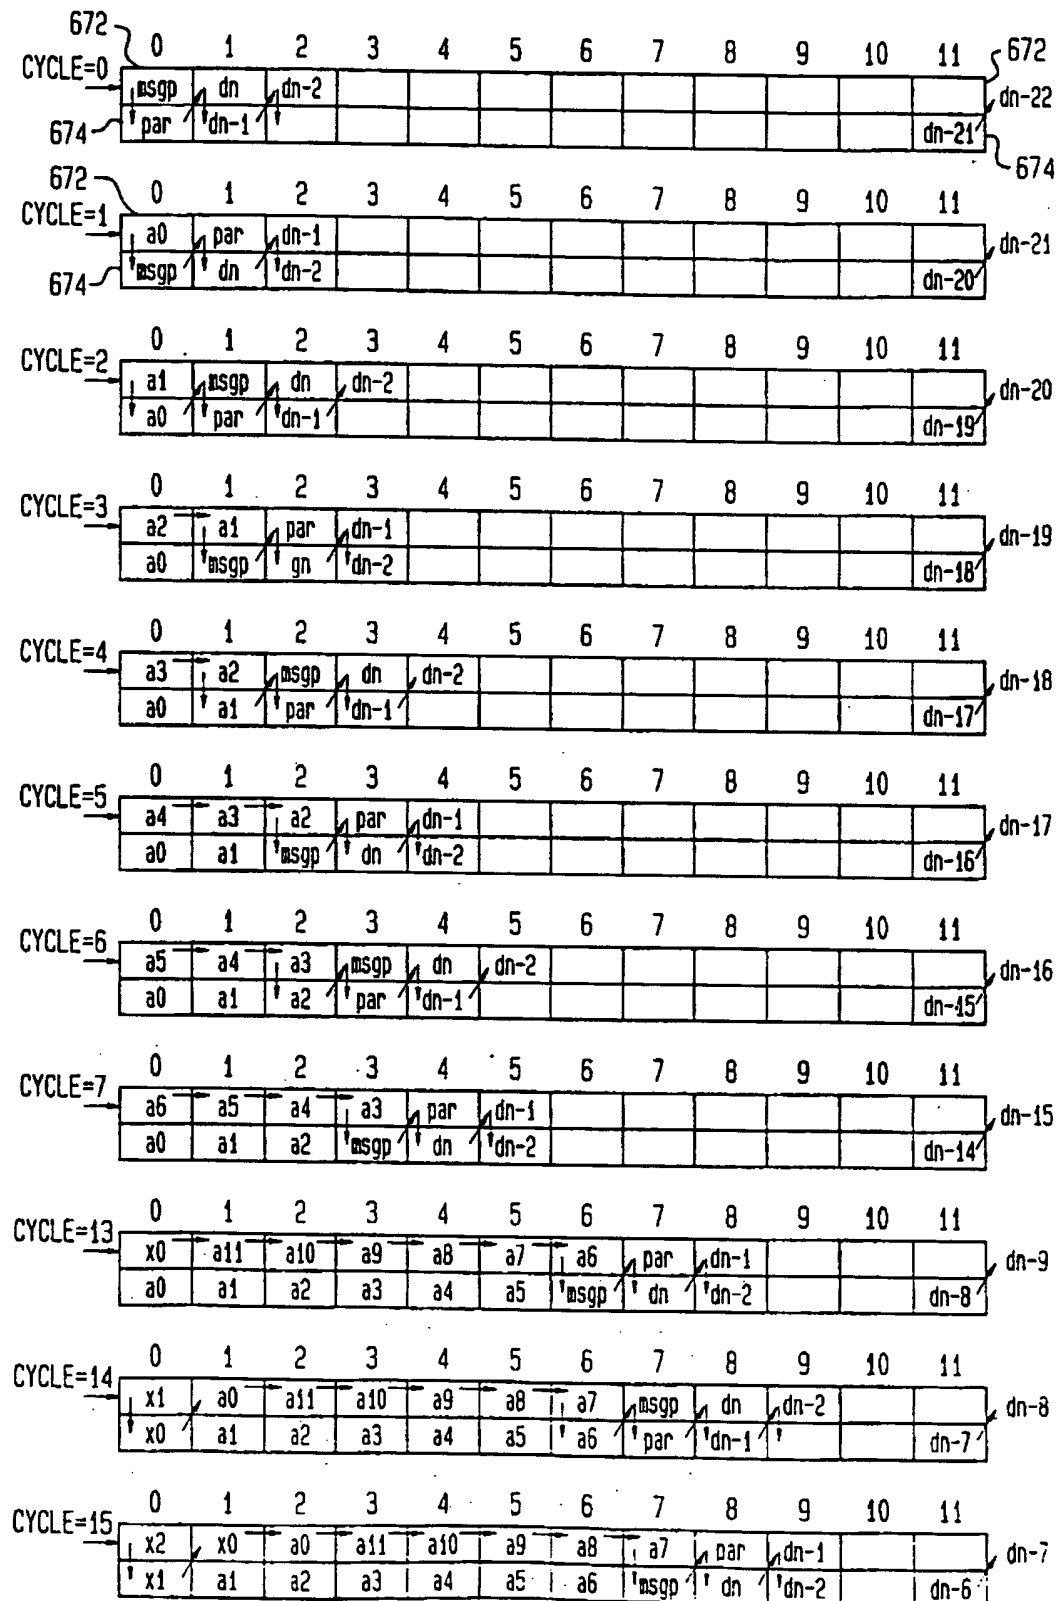 672
0 1 2 3 4 5 6 7 8 9 10 11
672
CYCLE=0
msgp dn dn-2
dn-22
par dn-1 dn-21
674
674
672
0 1 2 3 4 5 6 7 8 9 10 11
CYCLE=1
a0 par dn-1
dn-21
msgp dn dn-2 dn-20
674
0 1 2 3 4 5 6 7 8 9 10 11
CYCLE=2
a1 msgp dn dn-2
dn-20
a0 par dn-1 dn-19
0 1 2 3 4 5 6 7 8 9 10 11
CYCLE=3
a2 a1 par dn-1
dn-19
a0 msgp gn dn-2 dn-18
0 1 2 3 4 5 6 7 8 9 10 11
CYCLE=4
a3 a2 msgp dn dn-2
dn-18
a0 a1 par dn-1 dn-17
0 1 2 3 4 5 6 7 8 9 10 11
CYCLE=5
a4 a3 a2 par dn-1
dn-17
a0 a1 msgp dn dn-2 dn-16
0 1 2 3 4 5 6 7 8 9 10 11
CYCLE=6
a5 a4 a3 msgp dn dn-2
dn-16
a0 a1 a2 par dn-1 dn-15
0 1 2 3 4 5 6 7 8 9 10 11
CYCLE=7
a6 a5 a4 a3 par dn-1
dn-15
a0 a1 a2 msgp dn dn-2 dn-14
0 1 2 3 4 5 6 7 8 9 10 11
CYCLE=13
x0 a11 a10 a9 a8 a7 a6 par dn-1
dn-9
a0 a1 a2 a3 a4 a5 msgp dn dn-2 dn-8
0 1 2 3 4 5 6 7 8 9 10 11
CYCLE=14
x1 a0 a11 a10 a9 a8 a7 msgp dn dn-2
dn-8
x0 a1 a2 a3 a4 a5 a6 par dn-1 dn-7
0 1 2 3 4 5 6 7 8 9 10 11
CYCLE=15
x2 x0 a0 a11 a10 a9 a8 a7 par dn-1
dn-7
x1 a1 a2 a3 a4 a5 a6 msgp dn dn-2 dn-6